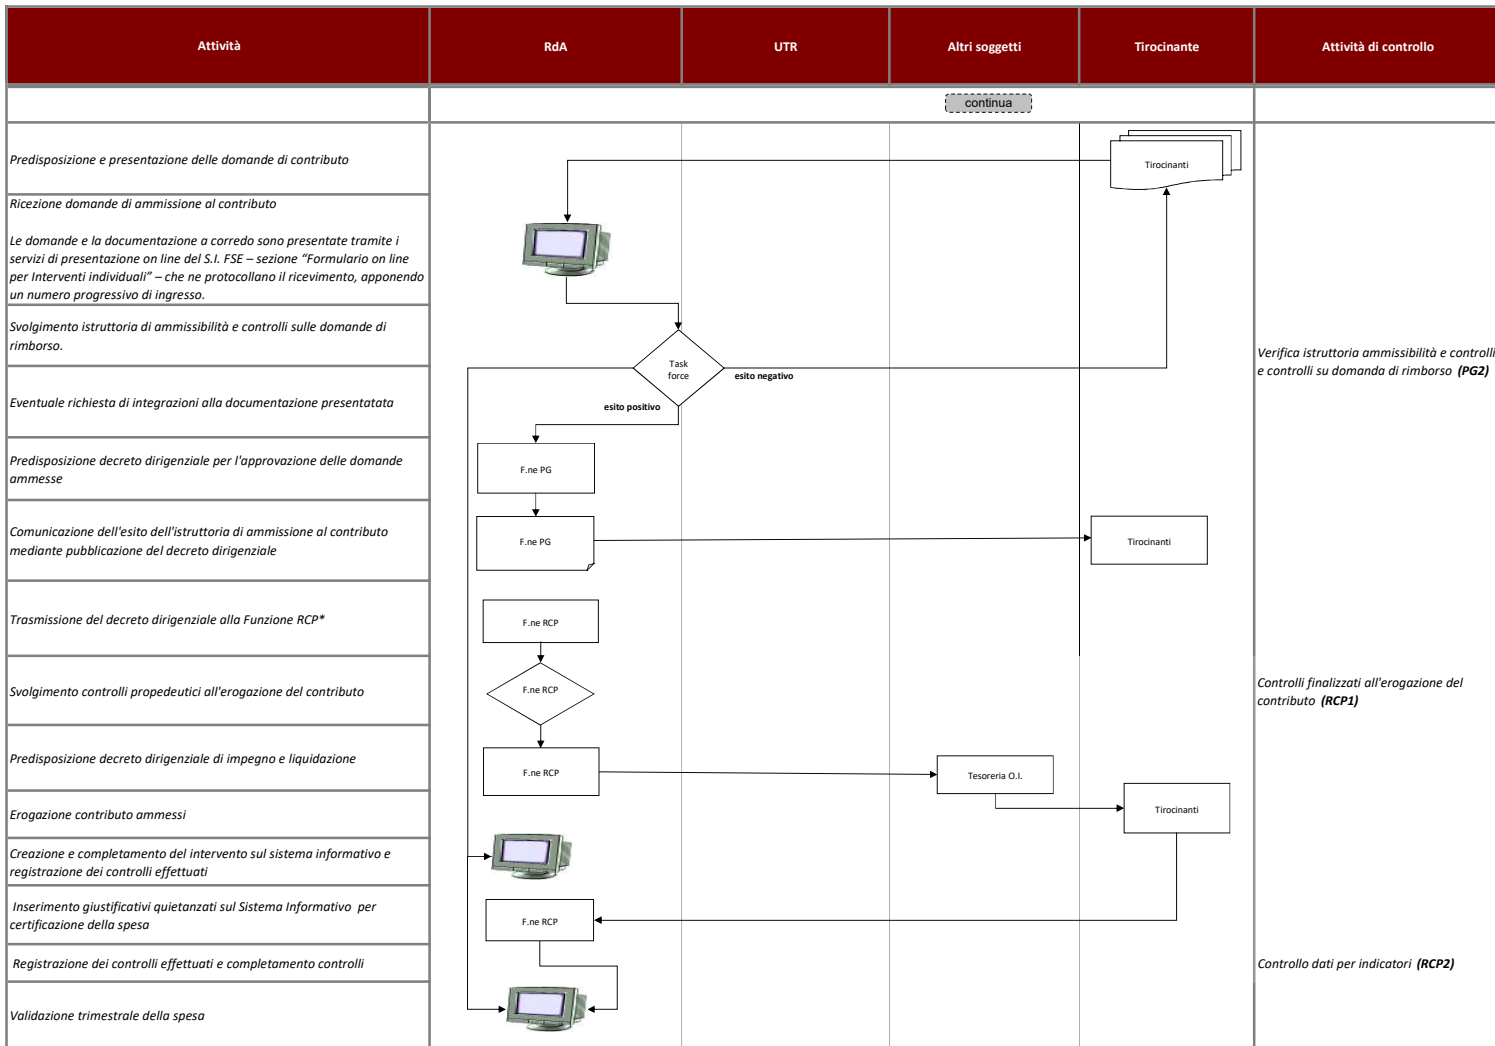 Attività
RdA
UTR
Altri soggetti
Tirocinante
Attività di controllo
continua
Predisposizione e presentazione delle domande di contributo
Tirocinanti
Ricezione domande di ammissione al contributo
Le domande e la documentazione a corredo sono presentate tramite i
servizi di presentazione on line del S.I. FSE – sezione "Formulario on line
per Interventi individuali" – che ne protocollano il ricevimento, apponendo
un numero progressivo di ingresso.
Svolgimento istruttoria di ammissibilità e controlli sulle domande di
rimborso.
Task
force
esito negativo
esito positivo
Verifica istruttoria ammissibilità e controlli
e controlli su domanda di rimborso (PG2)
Eventuale richiesta di integrazioni alla documentazione presentatata
Predisposizione decreto dirigenziale per l'approvazione delle domande
ammesse
F.ne PG
Comunicazione dell'esito dell'istruttoria di ammissione al contributo
mediante pubblicazione del decreto dirigenziale
F.ne PG
Tirocinanti
Trasmissione del decreto dirigenziale alla Funzione RCP*
F.ne RCP
Svolgimento controlli propedeutici all'erogazione del contributo
F.ne RCP
Controlli finalizzati all'erogazione del
contributo (RCP1)
Predisposizione decreto dirigenziale di impegno e liquidazione
F.ne RCP
Tesoreria O.I.
Erogazione contributo ammessi
Tirocinanti
Creazione e completamento del intervento sul sistema informativo e
registrazione dei controlli effettuati
Inserimento giustificativi quietanzati sul Sistema Informativo per
certificazione della spesa
F.ne RCP
Registrazione dei controlli effettuati e completamento controlli
Controllo dati per indicatori (RCP2)
Validazione trimestrale della spesa